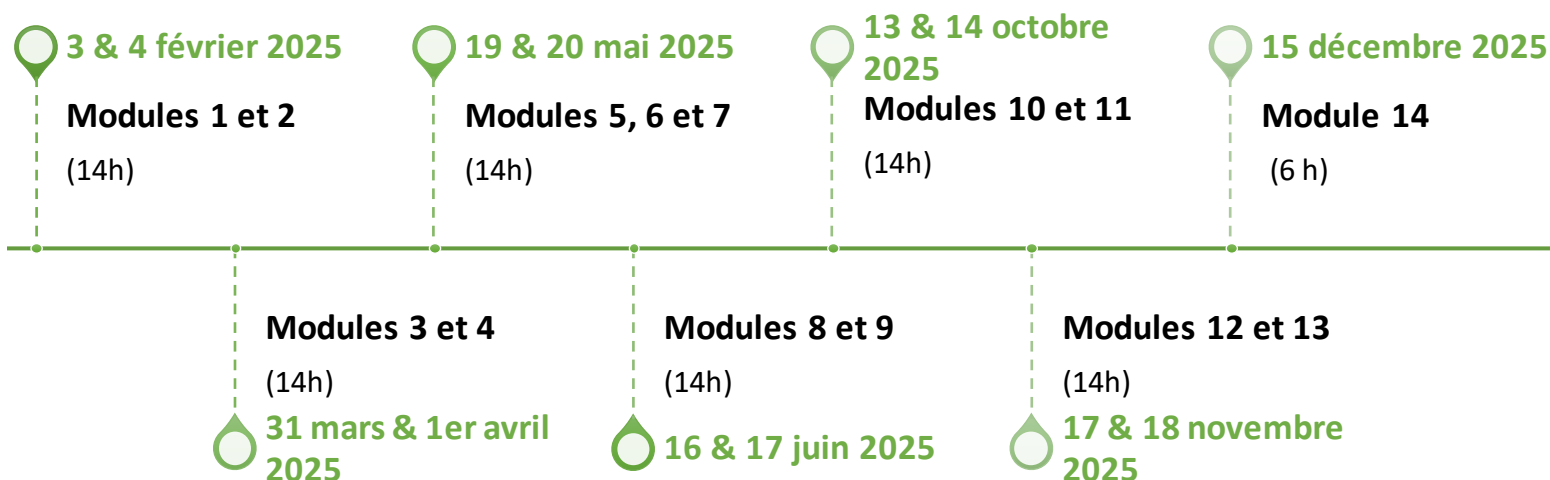 3 & 4 février 2025
Modules 1 et 2
(14h)
19 & 20 mai 2025
Modules 5, 6 et 7
(14h)
13 & 14 octobre
2025
Modules 10 et 11
(14h)
15 décembre 2025
Module 14
(6 h)
Modules 3 et 4
(14h)
31 mars & 1er avril
2025
Modules 8 et 9
(14h)
16 & 17 juin 2025
Modules 12 et 13
(14h)
17 & 18 novembre
2025